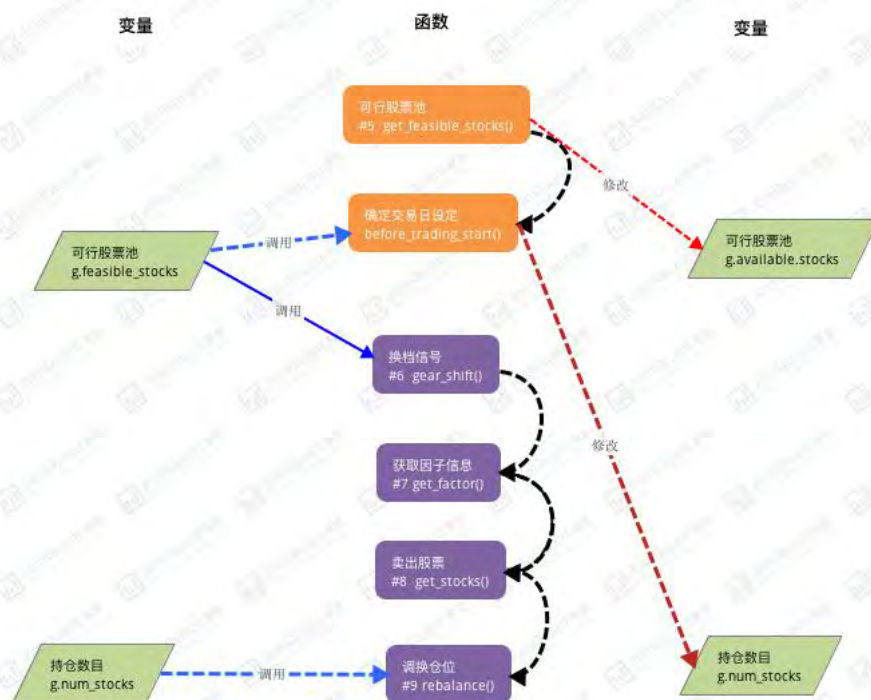 变量
函数
变量
可行股票池
#5 get_feasible_stocks()
修改
确定交易日设定
before_trading_start()
可行股票池
g.feasible_stocks
调用
可行股票池
g.available.stocks
调用
换档信号
#6 gear_shift()
修改
获取因子信息
#7 get_factor()
卖出股票
#8 get_stocks()
持仓数目
g.num_stocks
调用
调换仓位
#9 rebalance()
持仓数目
g.num_stocks